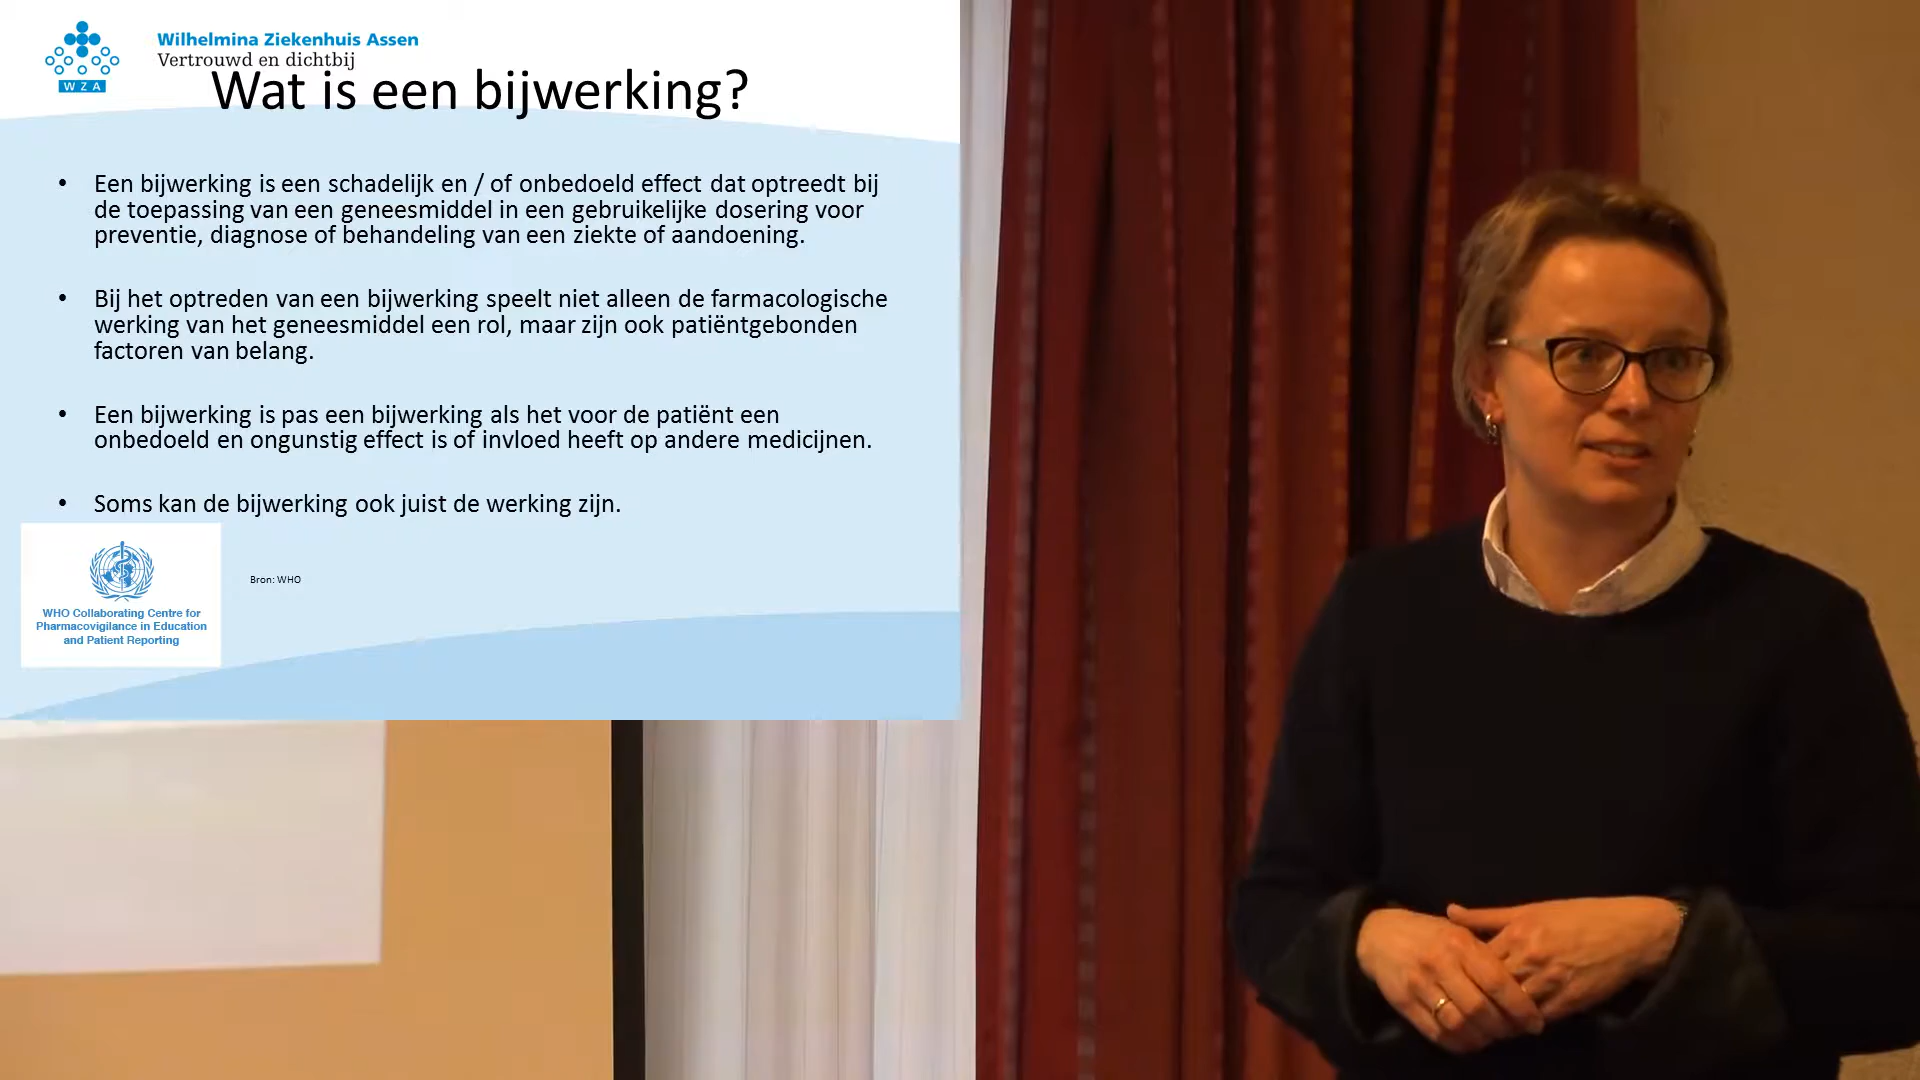 Wilhelmina Ziekenhuis Assen
Vertrouwd en dichtbij
W Z A
Wat is een bijwerking?
• Een bijwerking is een schadelijk en / of onbedoeld effect dat optreedt bij
de toepassing van een geneesmiddel in een gebruikelijke dosering voor
preventie, diagnose of behandeling van een ziekte of aandoening.
• Bij het optreden van een bijwerking speelt niet alleen de farmacologische
werking van het geneesmiddel een rol, maar zijn ook patiëntgebonden
factoren van belang.
• Een bijwerking is pas een bijwerking als het voor de patiënt een
onbedoeld en ongunstig effect is of invloed heeft op andere medicijnen.
• Soms kan de bijwerking ook juist de werking zijn.
Bron: WHO
WHO Collaborating Centre for
Pharmacovigilance in Education
and Patient Reporting